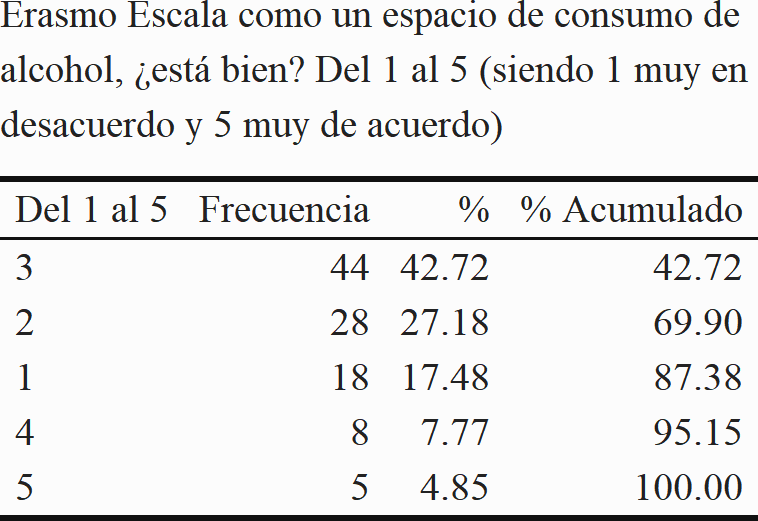 Erasmo Escala como un espacio de consumo de
alcohol, ¿está bien? Del 1 al 5 (siendo 1 muy en
desacuerdo y 5 muy de acuerdo)
Del 1 al 5 Frecuencia % % Acumulado
3 44 42.72 42.72
2 28 27.18 69.90
1 18 17.48 87.38
4 8 7.77 95.15
5 5 4.85 100.00